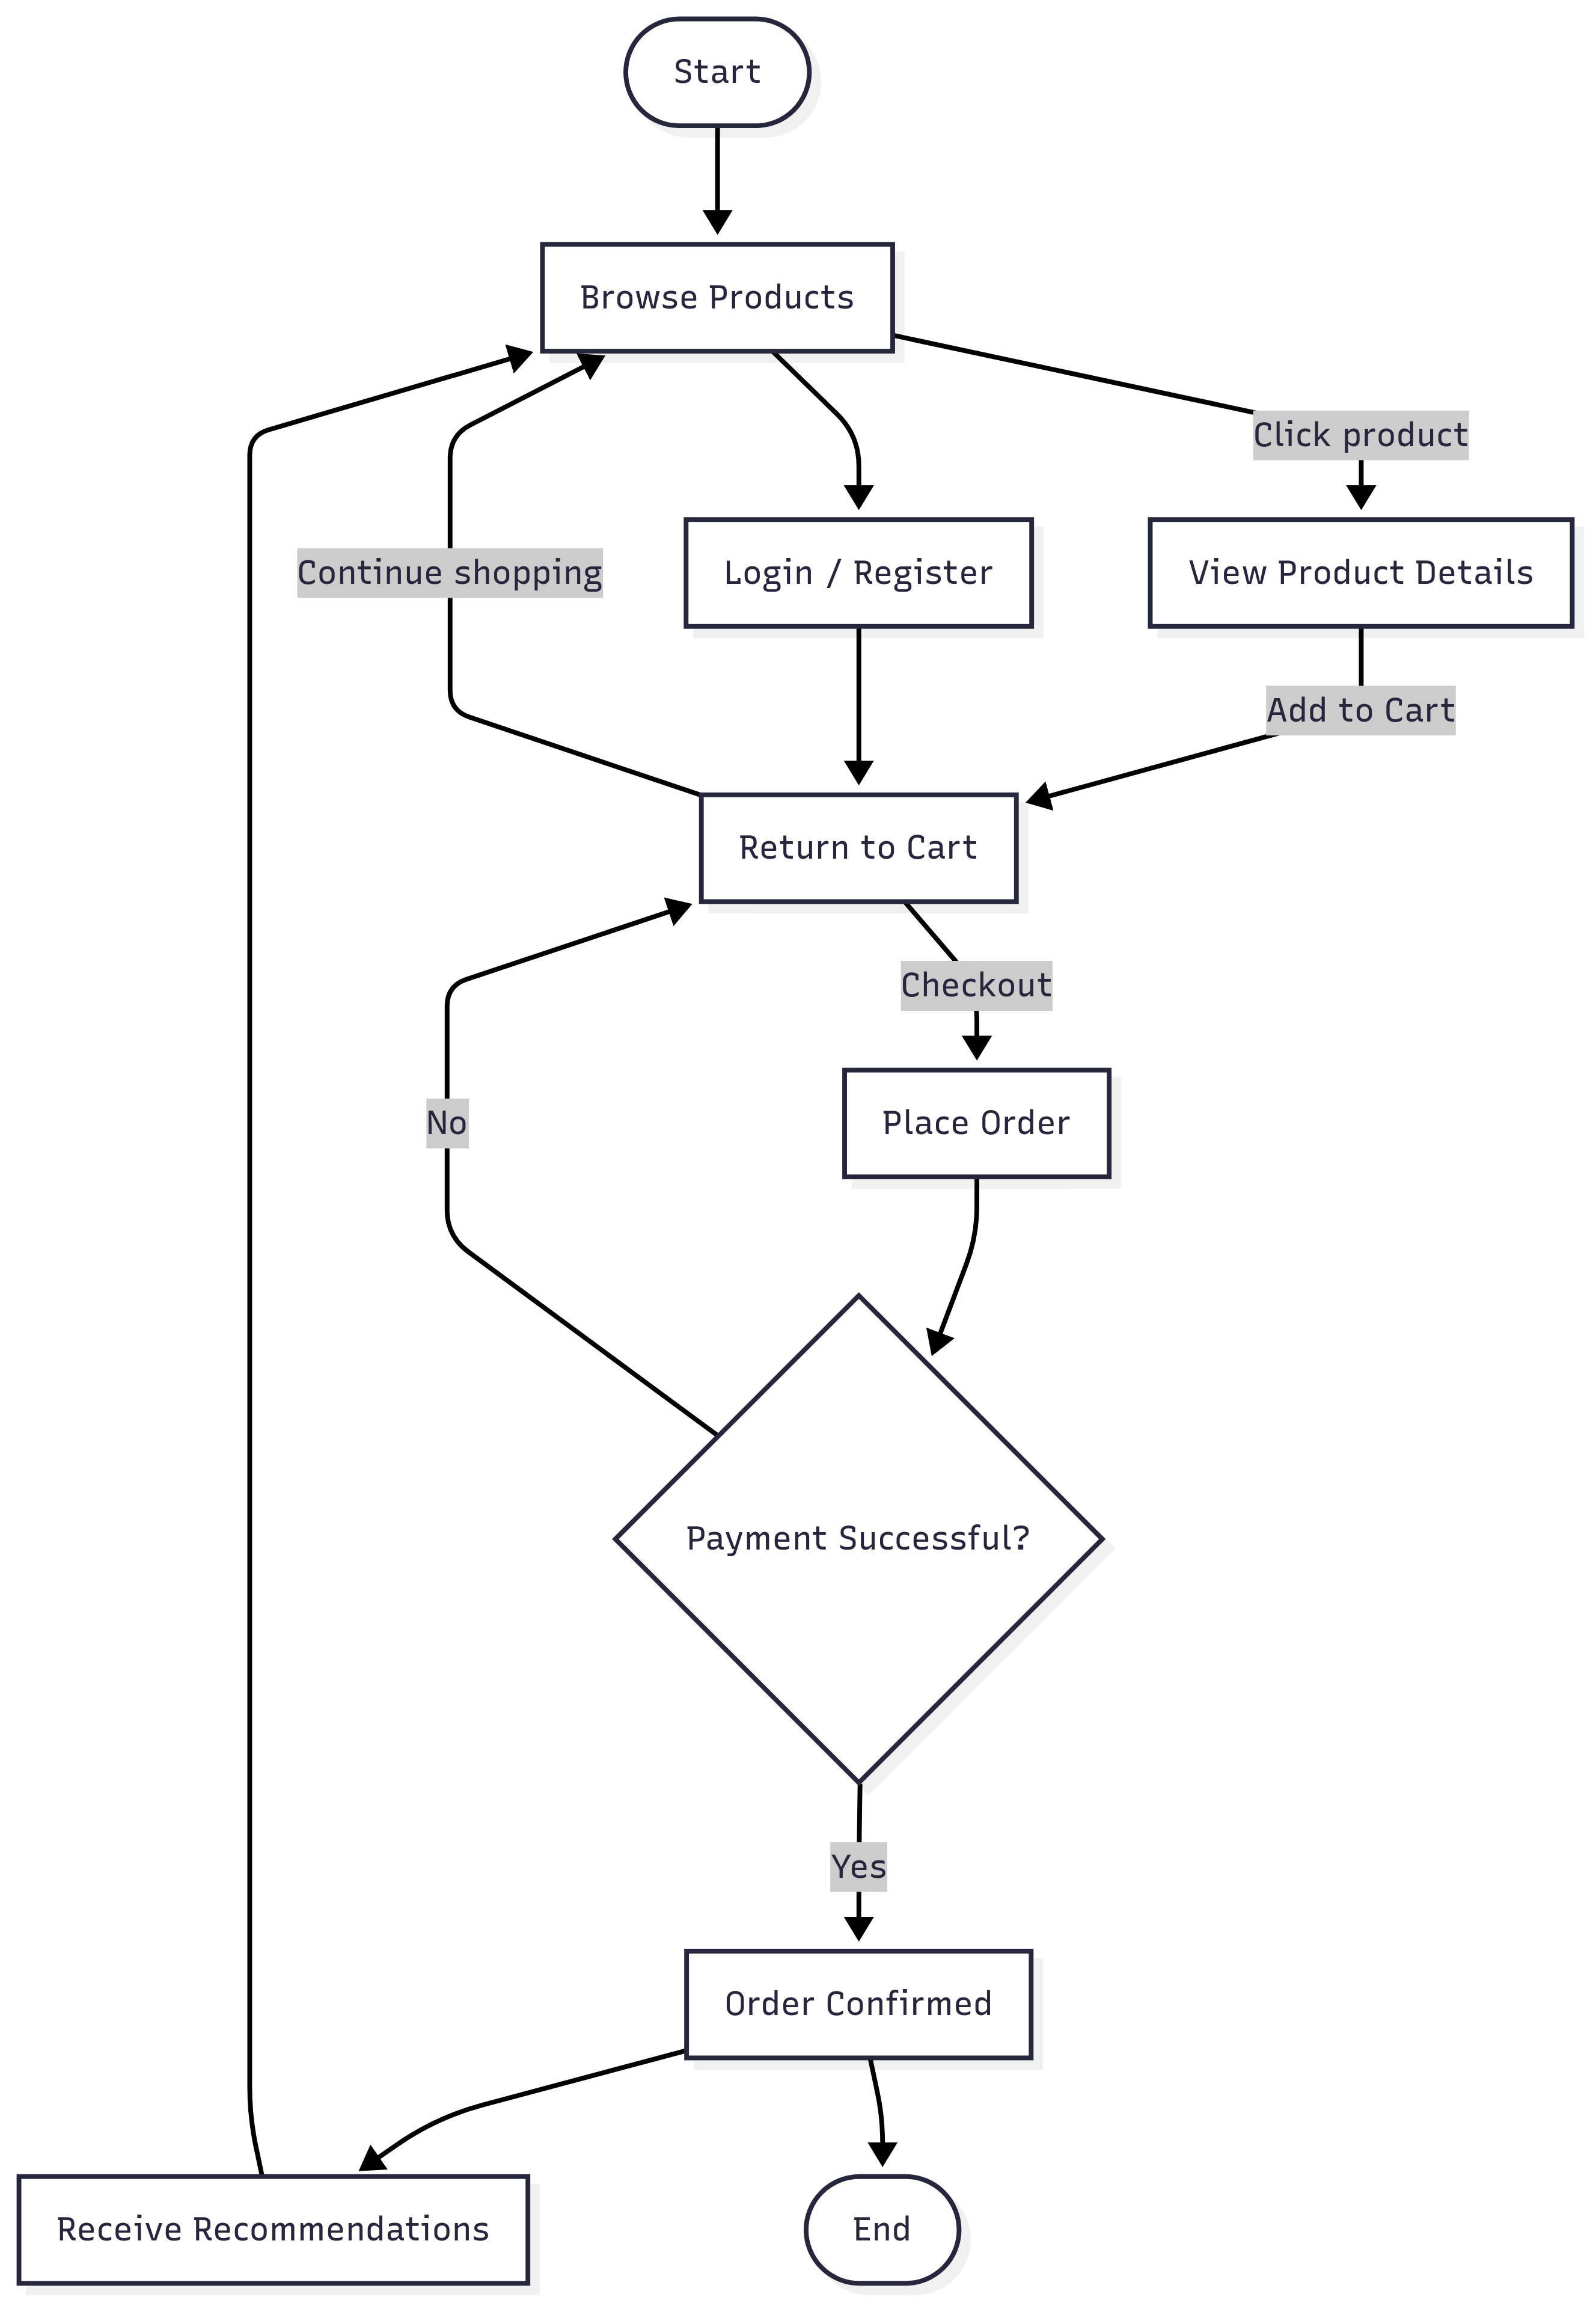 Start
Browse Products
Click product
Continue shopping
Login / Register
View Product Details
Add to Cart
Return to Cart
Checkout
No
Place Order
Payment Successful?
Yes
Order Confirmed
Receive Recommendations
End